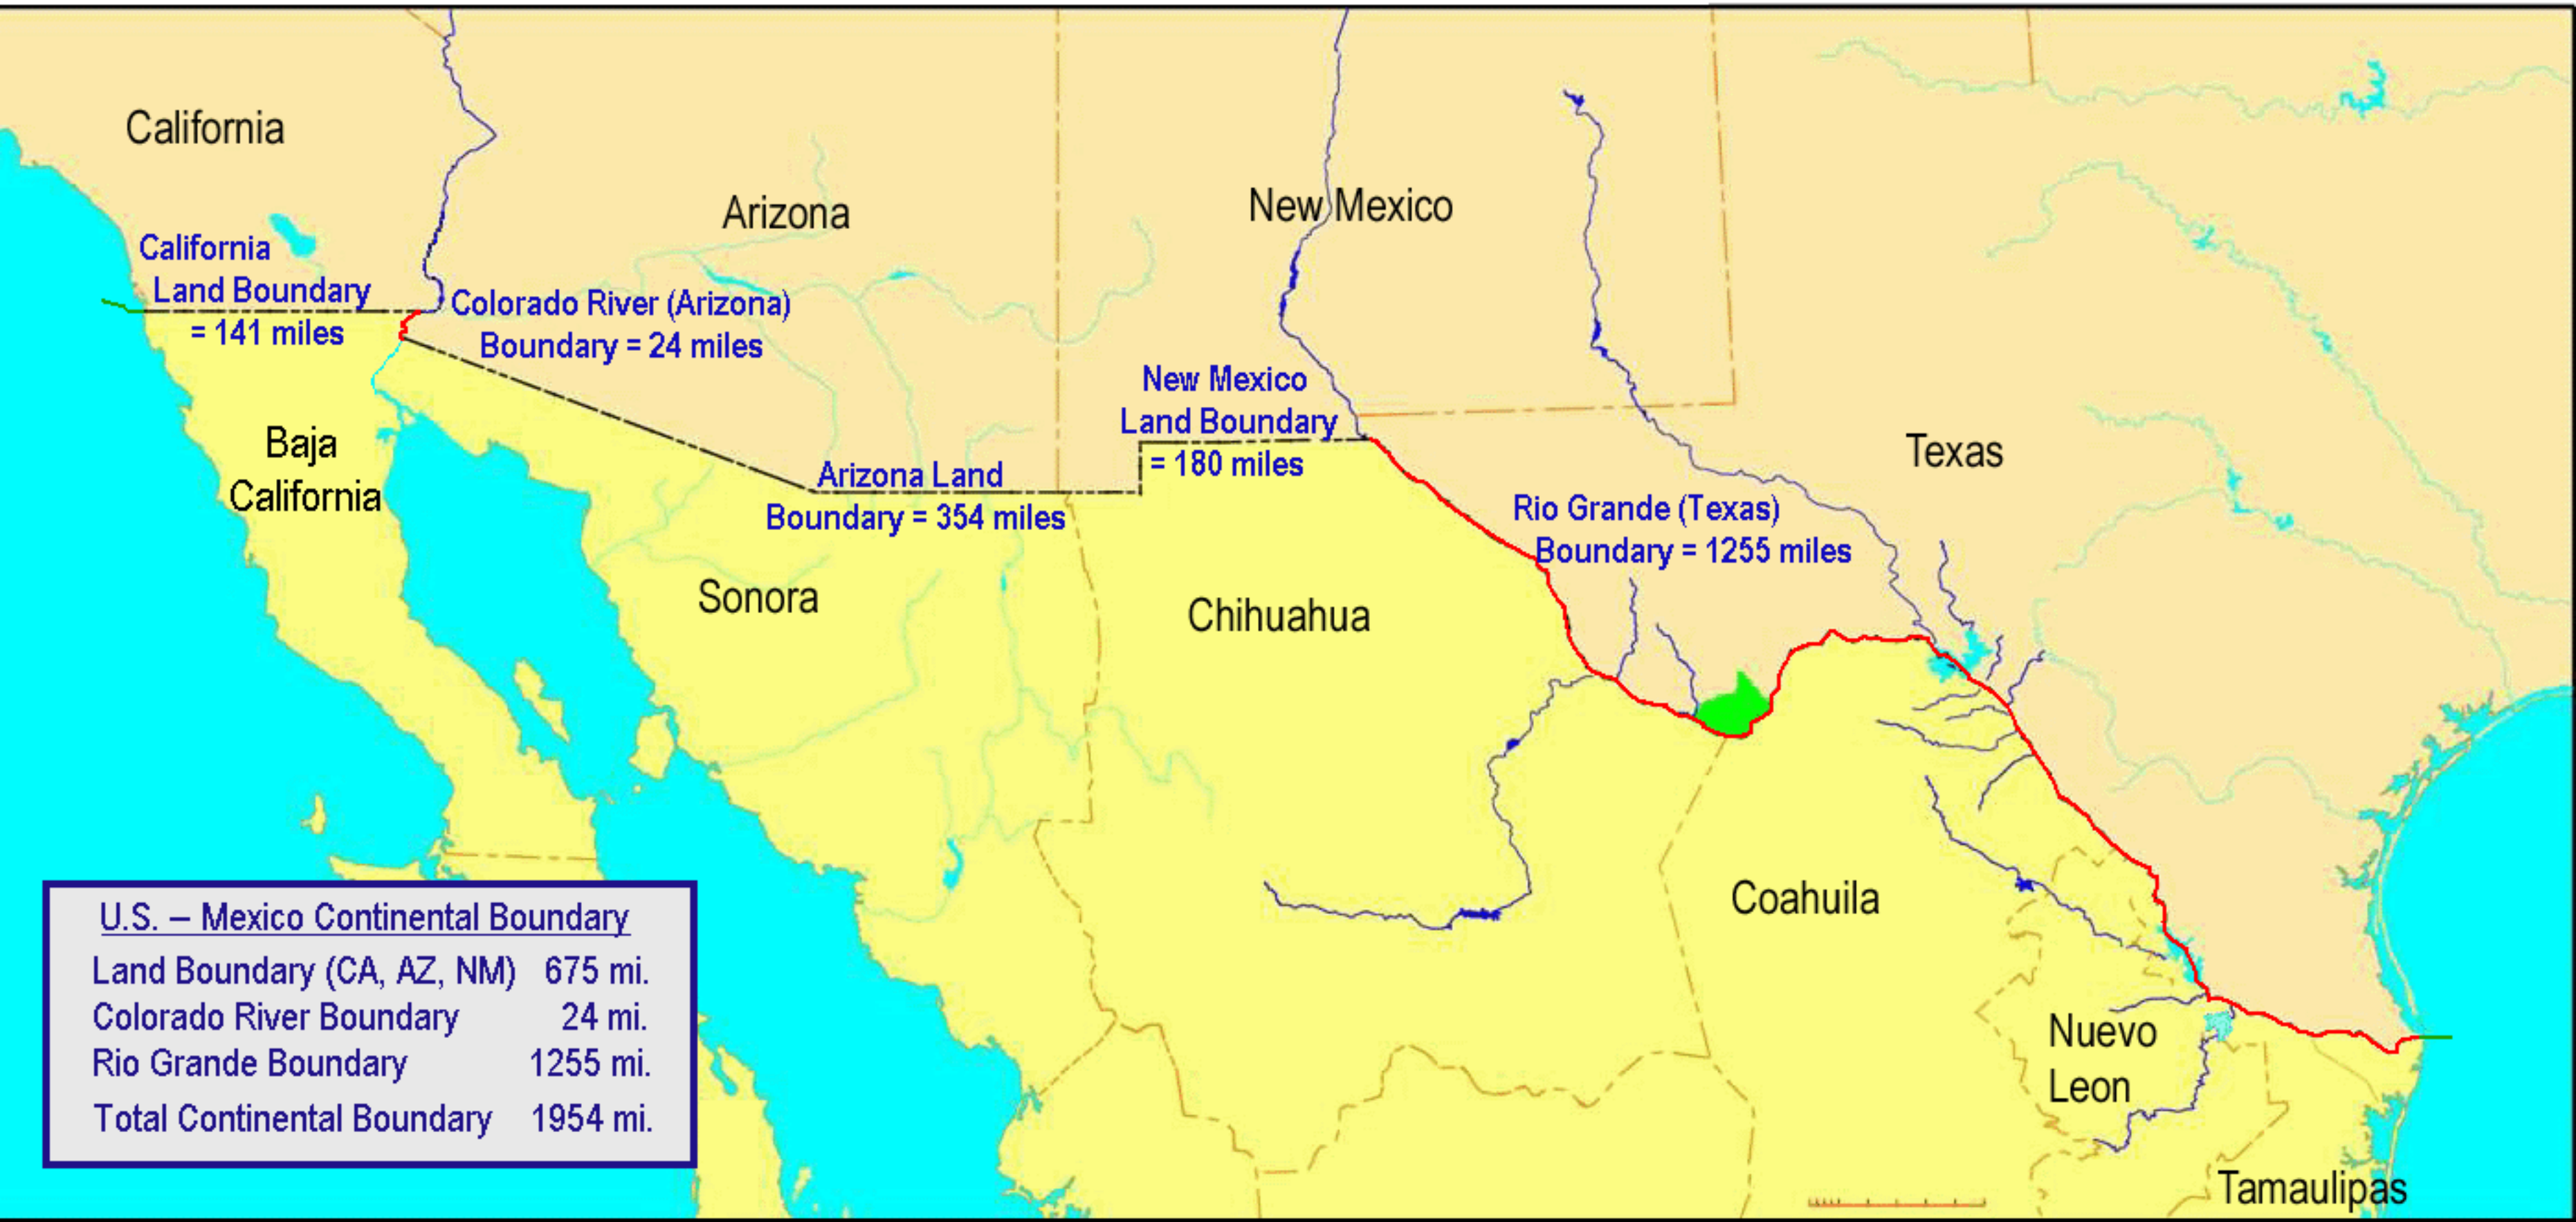 California
Arizona
New Mexico
California
Land Boundary
= 141 miles
Colorado River (Arizona)
Boundary = 24 miles
New Mexico
Land Boundary
= 180 miles
Texas
Baja
California
Arizona Land
Boundary = 354 miles
Rio Grande (Texas)
Boundary = 1255 miles
Sonora
Chihuahua
Coahuila
U.S. – Mexico Continental Boundary
Land Boundary (CA, AZ, NM) 675 mi.
Colorado River Boundary 24 mi.
Rio Grande Boundary 1255 mi.
Total Continental Boundary 1954 mi.
Nuevo
Leon
Tamaulipas